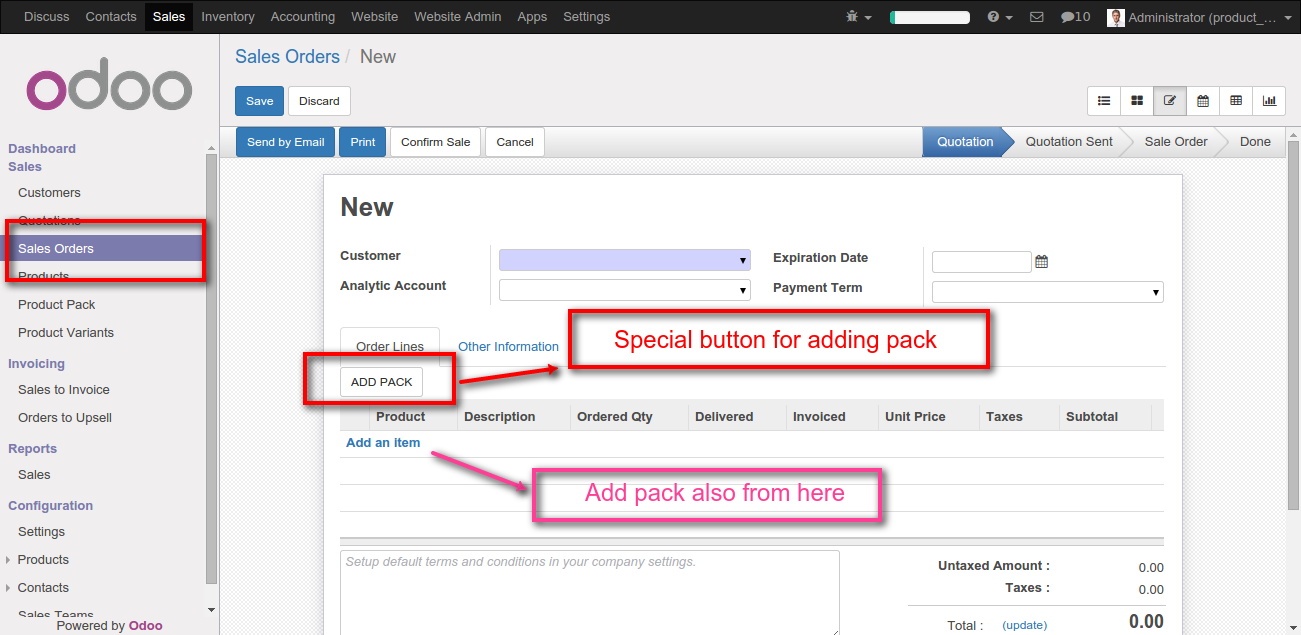 Discuss Contacts Sales Inventory Accounting Website Website Admin Apps Settings 10 Administrator (product_...
odoo
Sales Orders / New
Save Discard
Send by Email Print Confirm Sale Cancel Quotation Quotation Sent Sale Order Done
Dashboard
Sales
Customers
Quotations
Sales Orders
Products
Product Pack
Product Variants
Invoicing
Sales to Invoice
Orders to Upsell
Reports
Sales
Configuration
Settings
Products
Contacts
Sales Teams
Powered by Odoo
New
Customer Expiration Date
Analytic Account Payment Term
Special button for adding pack
Order Lines Other Information
ADD PACK
Product Description Ordered Qty Delivered Invoiced Unit Price Taxes Subtotal
Add an item
Add pack also from here
Setup default terms and conditions in your company settings.
Untaxed Amount : 0.00
Taxes : 0.00
Total : (update) 0.00